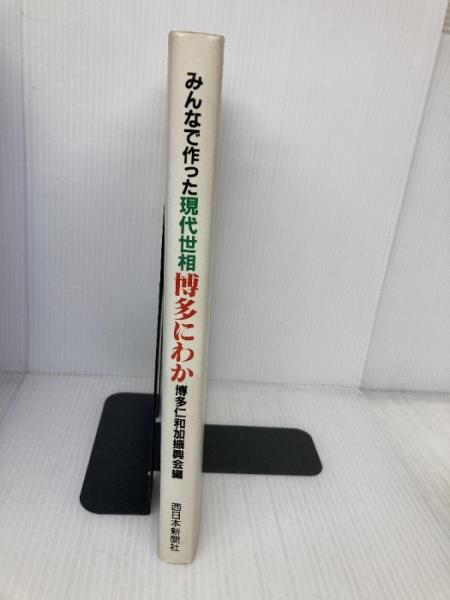 みんなで作った現代世相博多にわか
博多仁和加振興会編
西日本新聞社